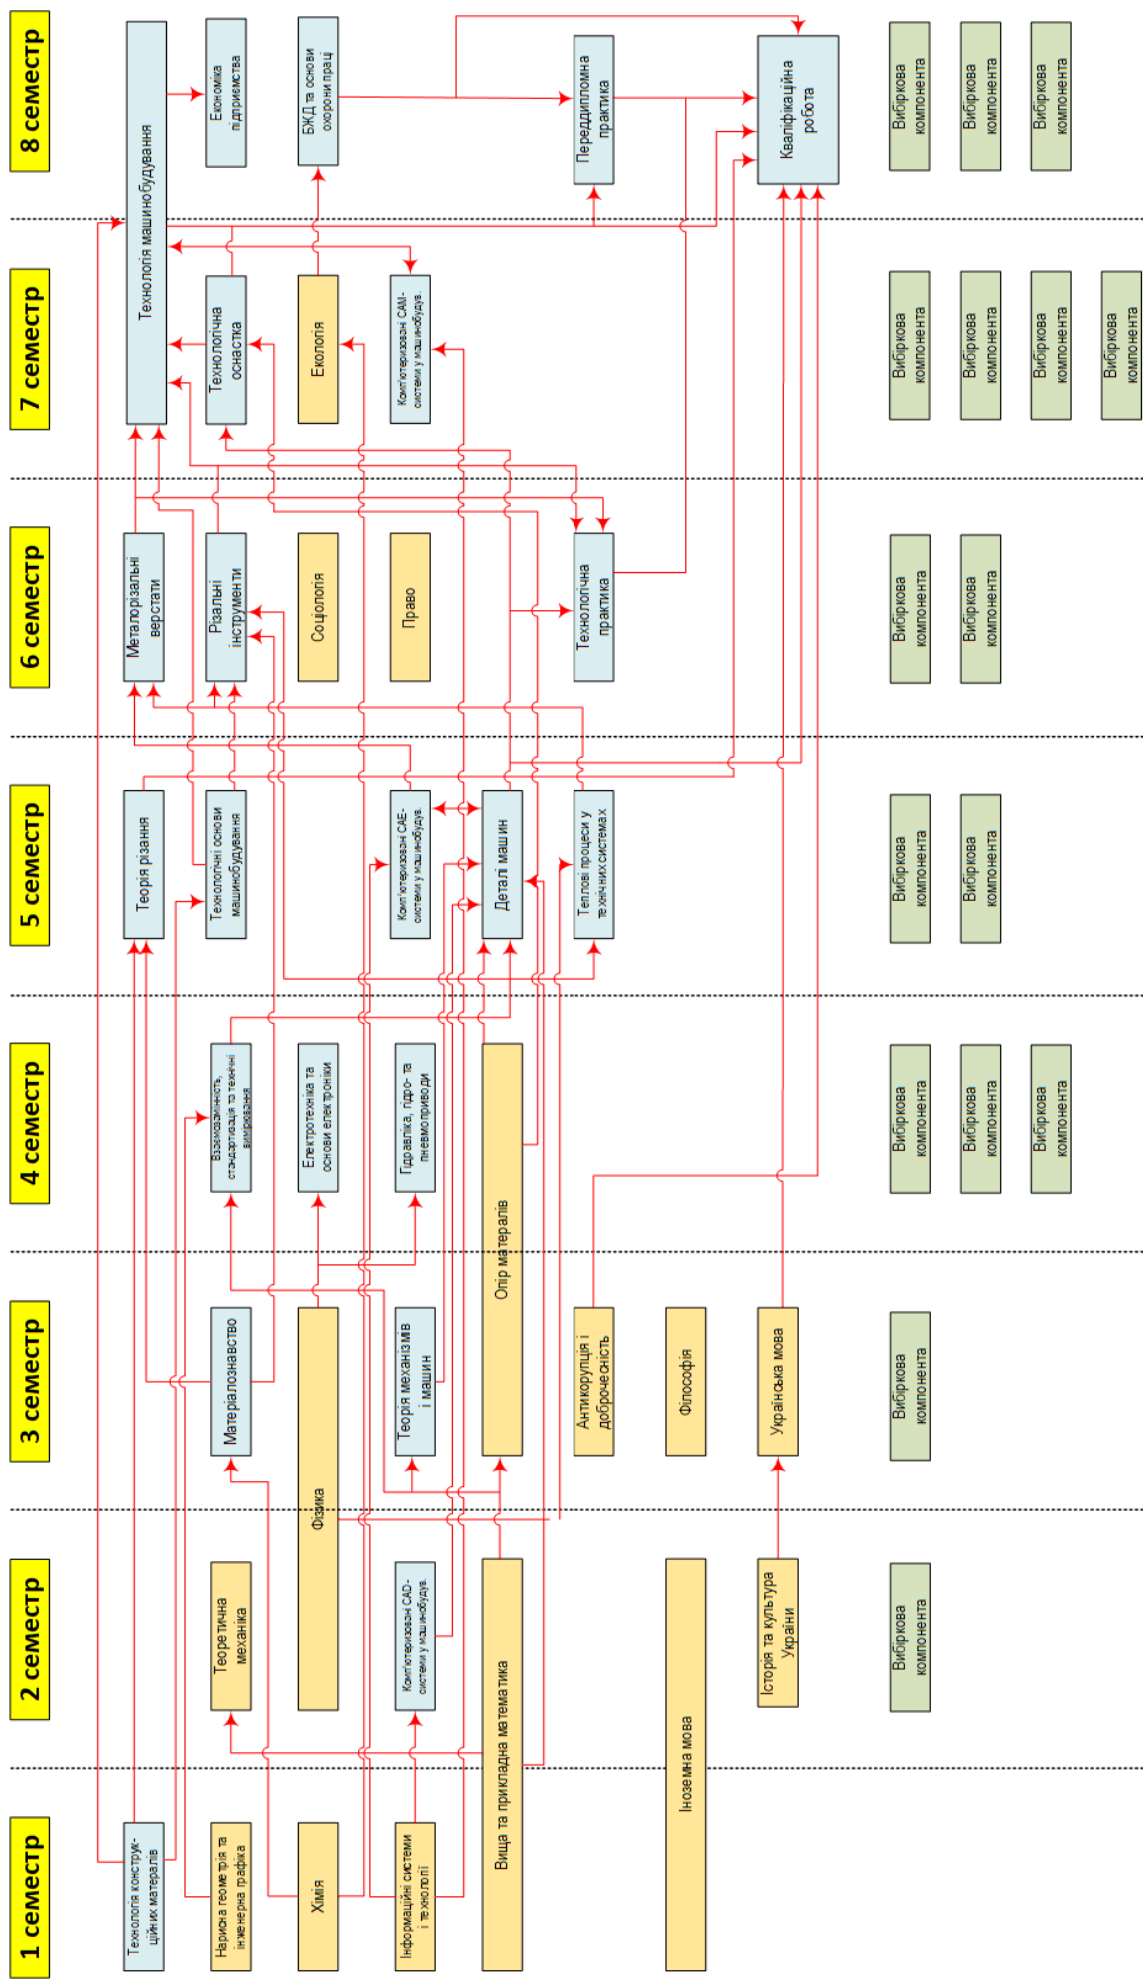 1 семестр
2 семестр
3 семестр
4 семестр
5 семестр
6 семестр
7 семестр
8 семестр
Технологія конструк-
ційних матералів
Нарисна геометрія та
інженерна графіка
Хімія
Інформаційні системи
і технології
Вища та прикладна математика
Іноземна мова
Теоретична
механіка
Фізика
Комп'ютеризовані CAD-
системи у машинобудув.
Історія та культура
України
Вибіркова
компонента
Матеріалознавство
Теорія механізмів
і машин
Опір матералів
Антикорупція і
доброчесність
Філософія
Українська мова
Вибіркова
компонента
Взаємозамінність,
стандартизація та технічні
вимірювання
Електротехніка та
основи електроніки
Гідравліка, гідро- та
пневмоприводи
Вибіркова
компонента
Вибіркова
компонента
Вибіркова
компонента
Теорія різання
Технологічні основи
машинобудування
Комп'ютеризовані CAE-
системи у машинобудув.
Деталі машин
Теплові процеси у
технічних системах
Вибіркова
компонента
Вибіркова
компонента
Металорізальні
верстати
Різальні
інструменти
Соціологія
Право
Технологічна
практика
Вибіркова
компонента
Вибіркова
компонента
Технологія машинобудування
Технологічна
оснастка
Екологія
Комп'ютеризовані CAM-
системи у машинобудув.
Вибіркова
компонента
Вибіркова
компонента
Вибіркова
компонента
Вибіркова
компонента
Економіка
підприємства
БЖД та основи
охорони праці
Переддипломна
практика
Кваліфікаційна
робота
Вибіркова
компонента
Вибіркова
компонента
Вибіркова
компонента